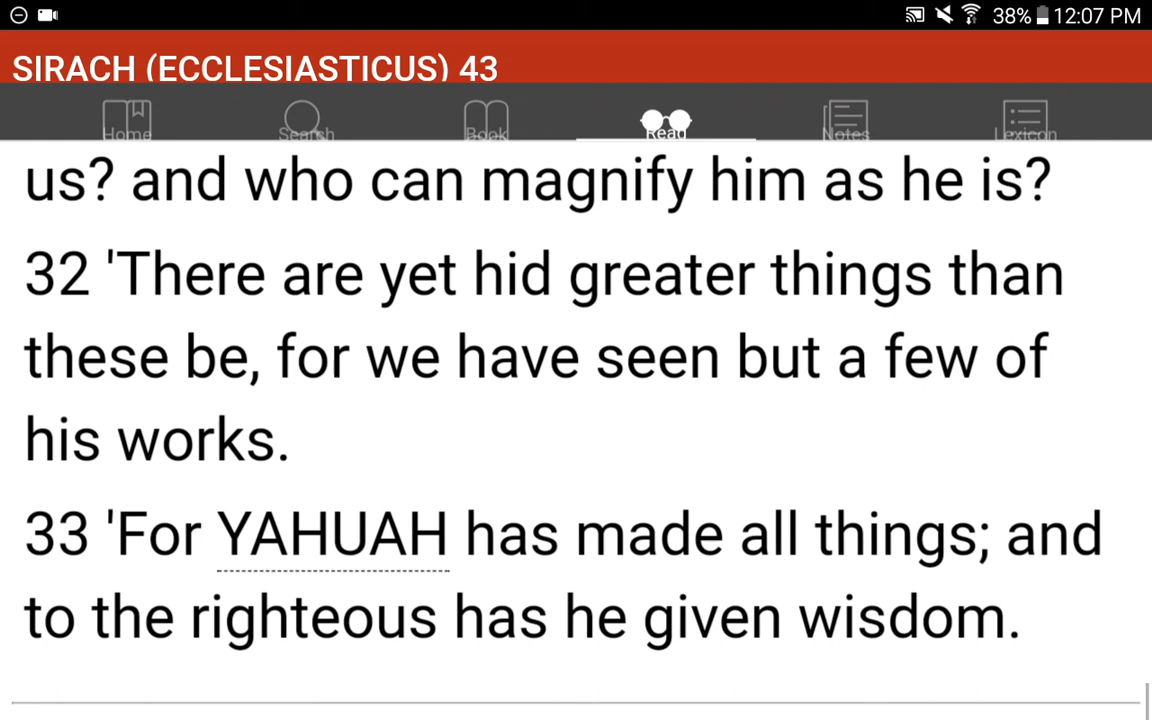 38% 12:07 PM
SIRACH (ECCLESIASTICUS) 43
Home Search Book Read Notes Lexicon
us? and who can magnify him as he is?
32 'There are yet hid greater things than
these be, for we have seen but a few of
his works.
33 'For YAHUAH has made all things; and
to the righteous has he given wisdom.